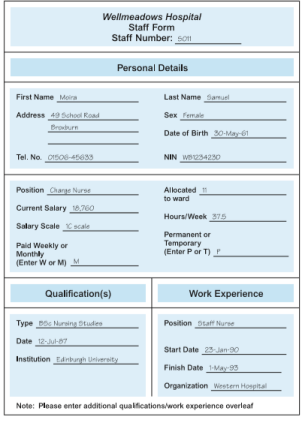 Wellmeadows Hospital
Staff Form
Staff Number: 5011
Personal Details
First Name Moira
Last Name Samuel
Address 49 School Road
Broxburn
Sex Female
Date of Birth 30-May-61
Tel. No. 01506-45633
NIN WB123423D
Position Charge Nurse
Allocated to ward 11
Current Salary 18,760
Hours/Week 37.5
Salary Scale 1C scale
Paid Weekly or
Monthly
(Enter W or M) M
Permanent or
Temporary
(Enter P or T) P
Qualification(s)
Type BSc Nursing Studies
Date 12-Jul-87
Institution Edinburgh University
Work Experience
Position Staff Nurse
Start Date 23-Jan-90
Finish Date 1-May-93
Organization Western Hospital
Note: Please enter additional qualifications/work experience overleaf